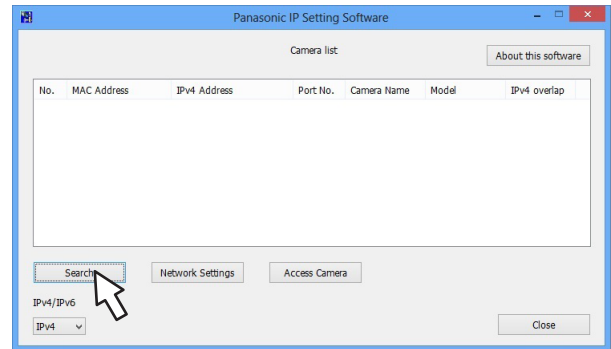 Panasonic IP Setting Software
Camera list
About this software
No. MAC Address IPv4 Address Port No. Camera Name Model IPv4 overlap
Search Network Settings Access Camera
IPv4/IPv6
IPv4 Close